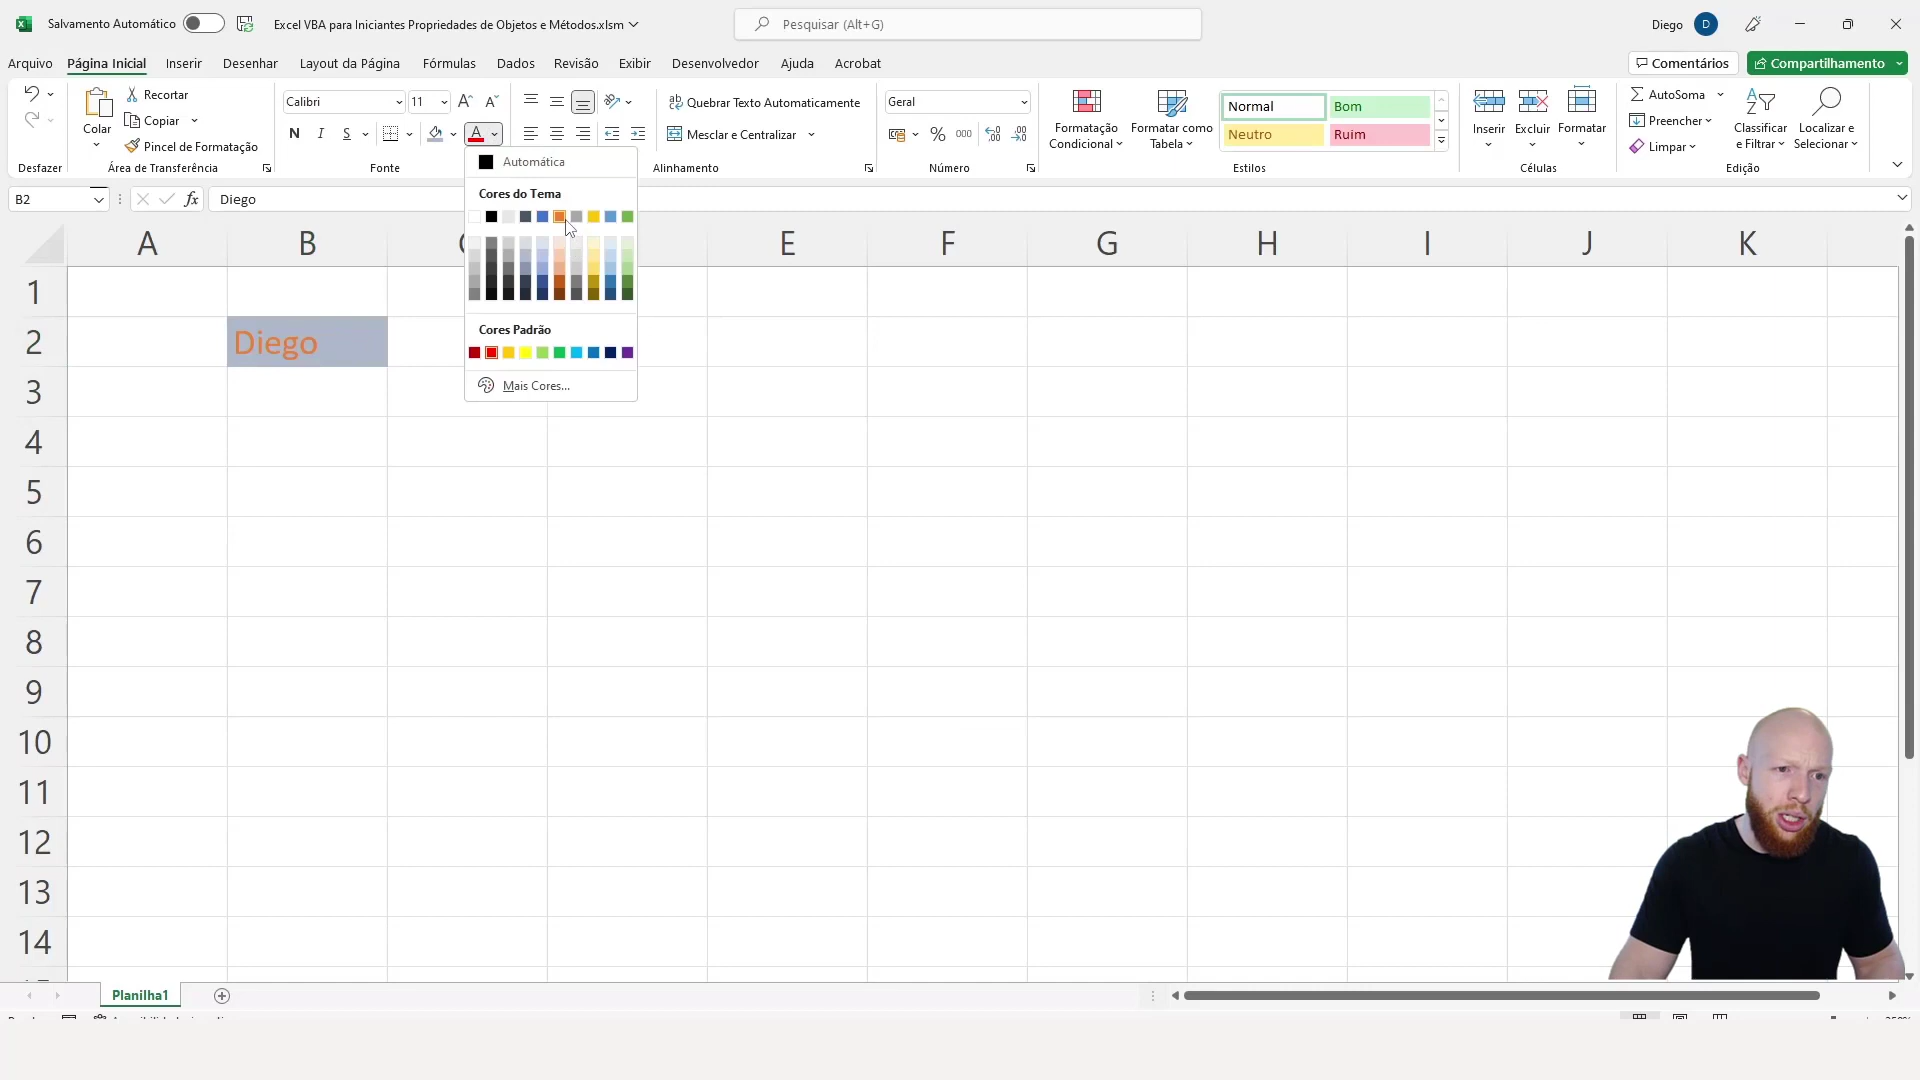 Salvamento Automático
Excel VBA para Iniciantes Propriedades de Objetos e Métodos.xlsm
Pesquisar (Alt+G)
Diego
D
Arquivo
Página Inicial
Inserir
Desenhar
Layout da Página
Fórmulas
Dados
Revisão
Exibir
Desenvolvedor
Ajuda
Acrobat
Comentários
Compartilhamento
Colar
Recortar
Copiar
Pincel de Formatação
Calibri
11
N I S
Quebrar Texto Automaticamente
Mesclar e Centralizar
Geral
% 000
Formatação Condicional
Formatar como Tabela
Normal
Bom
Neutro
Ruim
Inserir
Excluir
Formatar
AutoSoma
Preencher
Limpar
Classificar e Filtrar
Localizar e Selecionar
Desfazer
Área de Transferência
Fonte
Alinhamento
Número
Estilos
Células
Edição
Automática
Cores do Tema
Cores Padrão
Mais Cores...
B2
fx
Diego
A B E F G H I J K
1
2 Diego
3
4
5
6
7
8
9
10
11
12
13
14
Planilha1